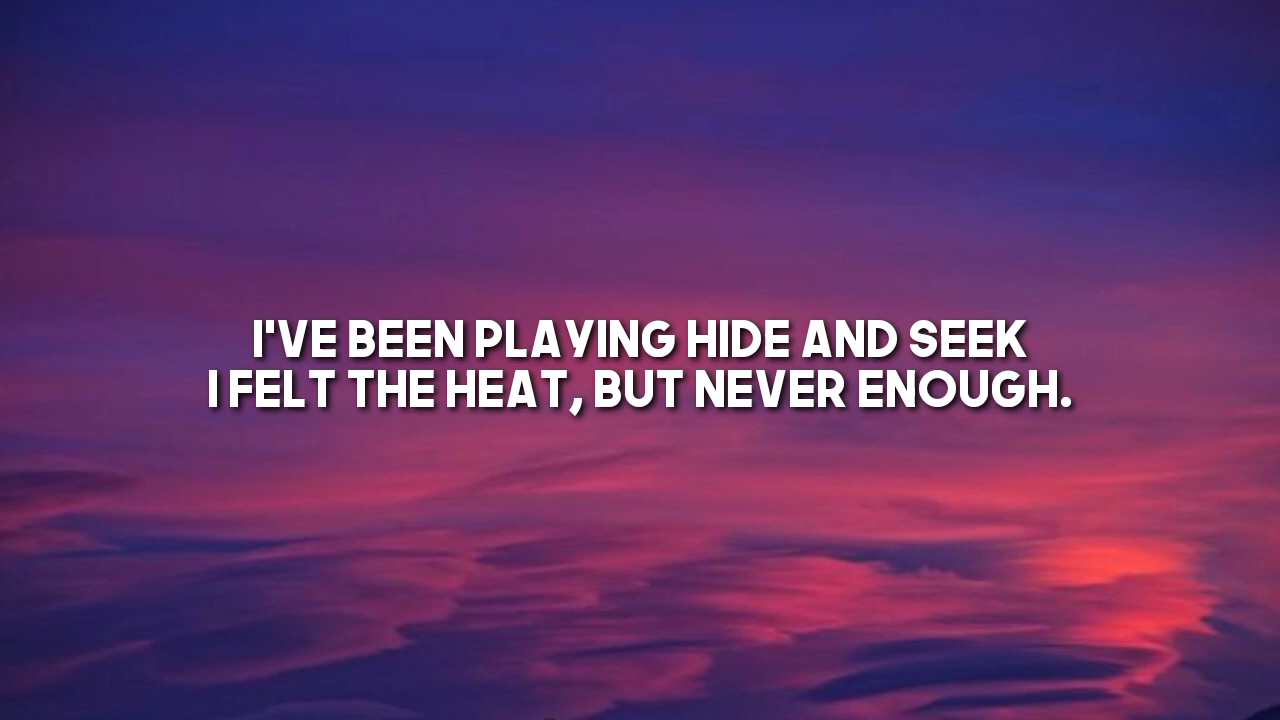 I'VE BEEN PLAYING HIDE AND SEEK
I FELT THE HEAT, BUT NEVER ENOUGH.